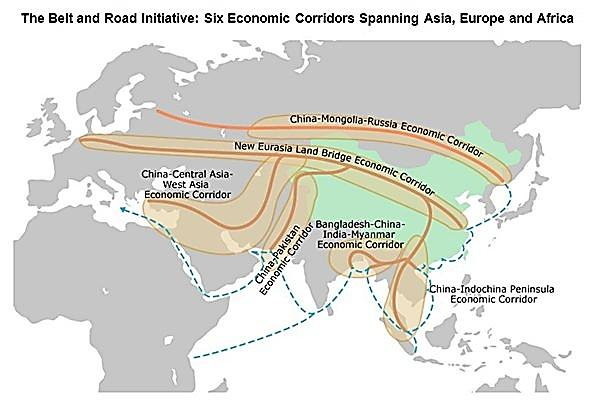 The Belt and Road Initiative: Six Economic Corridors Spanning Asia, Europe and Africa
China-Mongolia-Russia Economic Corridor
New Eurasia Land Bridge Economic Corridor
China-Central Asia-
West Asia
Economic Corridor
China-Pakistan
Economic Corridor
Bangladesh-China-
India-Myanmar
Economic Corridor
China-Indochina Peninsula
Economic Corridor